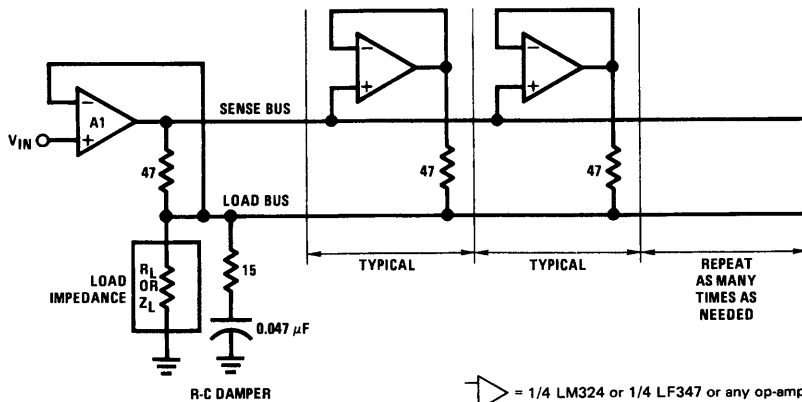 −
A1
+
V_IN
SENSE BUS
47
LOAD BUS
LOAD
IMPEDANCE
R_L
OR
Z_L
15
0.047 μF
R-C DAMPER
−
+
47
TYPICAL
−
+
47
TYPICAL
REPEAT
AS MANY
TIMES AS
NEEDED
= 1/4 LM324 or 1/4 LF347 or any op-amp